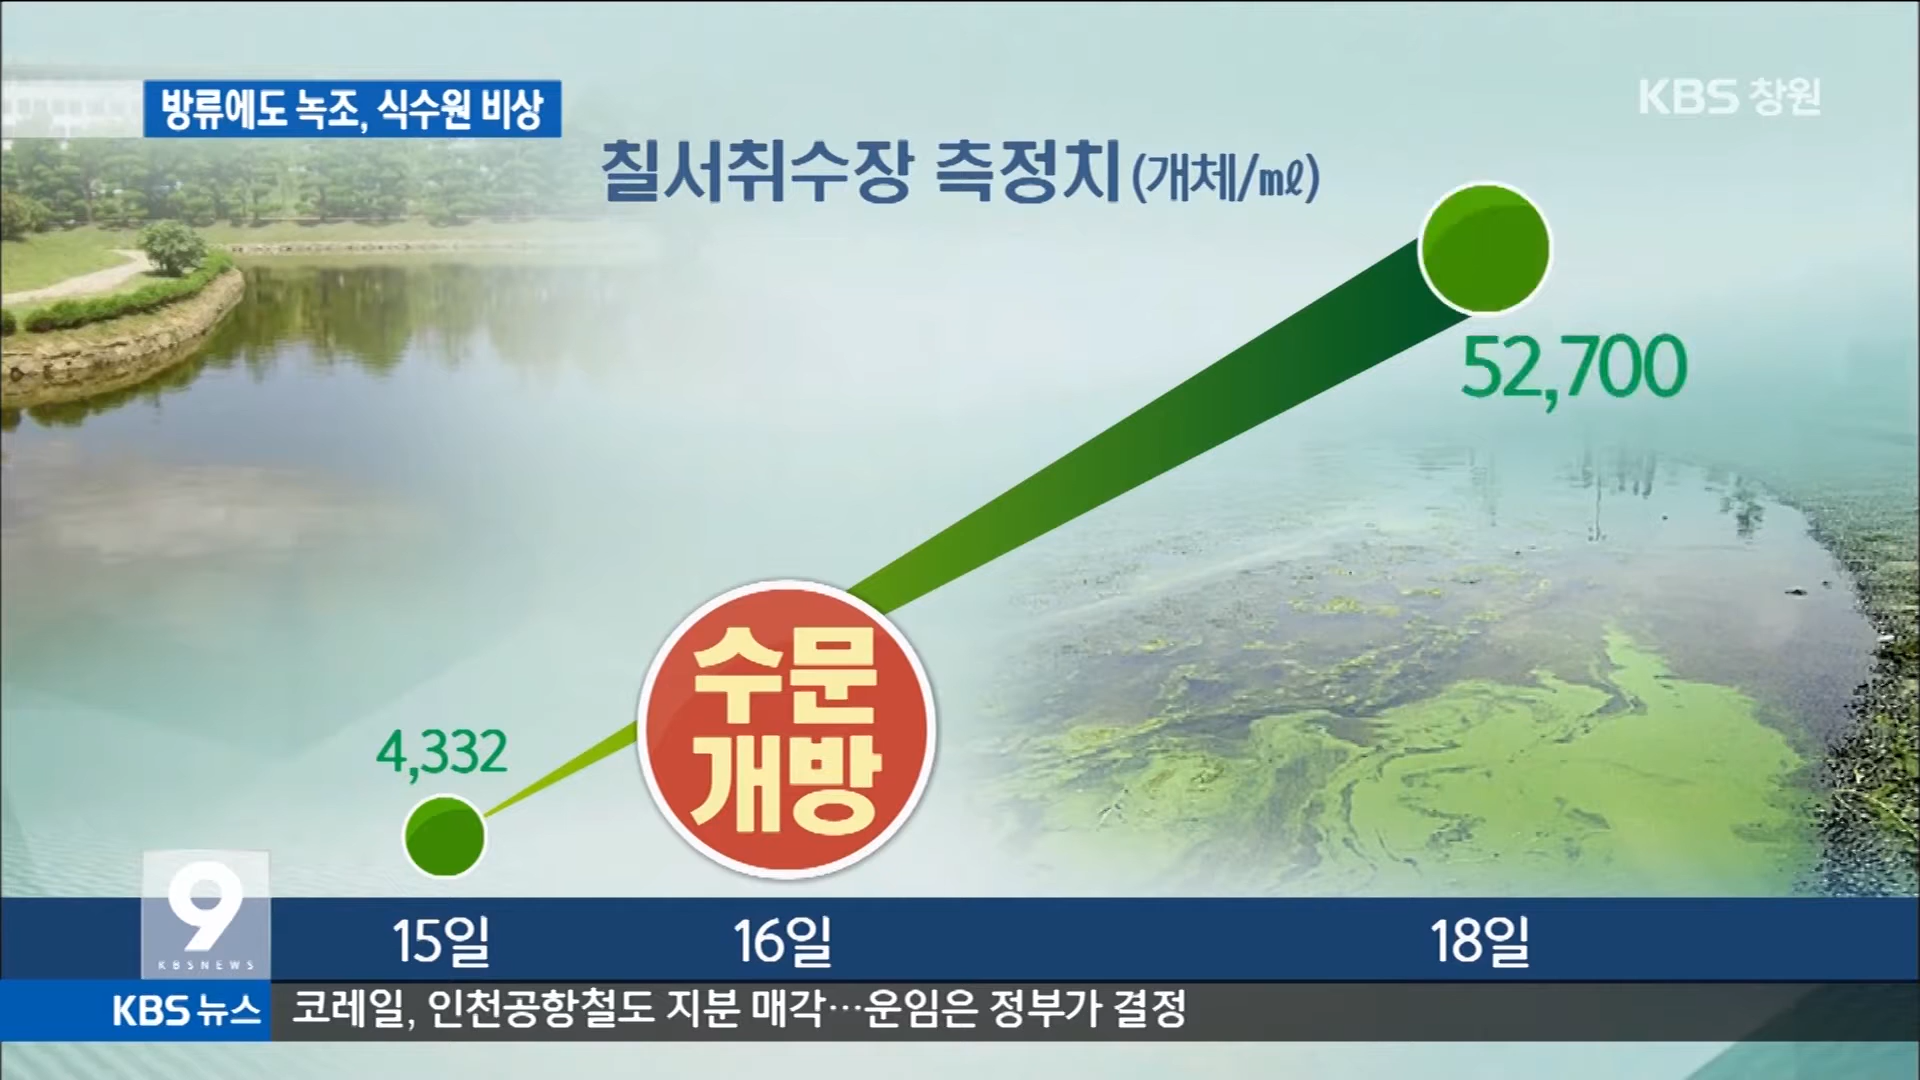 방류에도 녹조, 식수원 비상
KBS 창원
칠서취수장 측정치 (개체/㎖)
52,700
4,332
수문
개방
15일 16일 18일
9
KBSNEWS
KBS 뉴스 코레일, 인천공항철도 지분 매각…운임은 정부가 결정